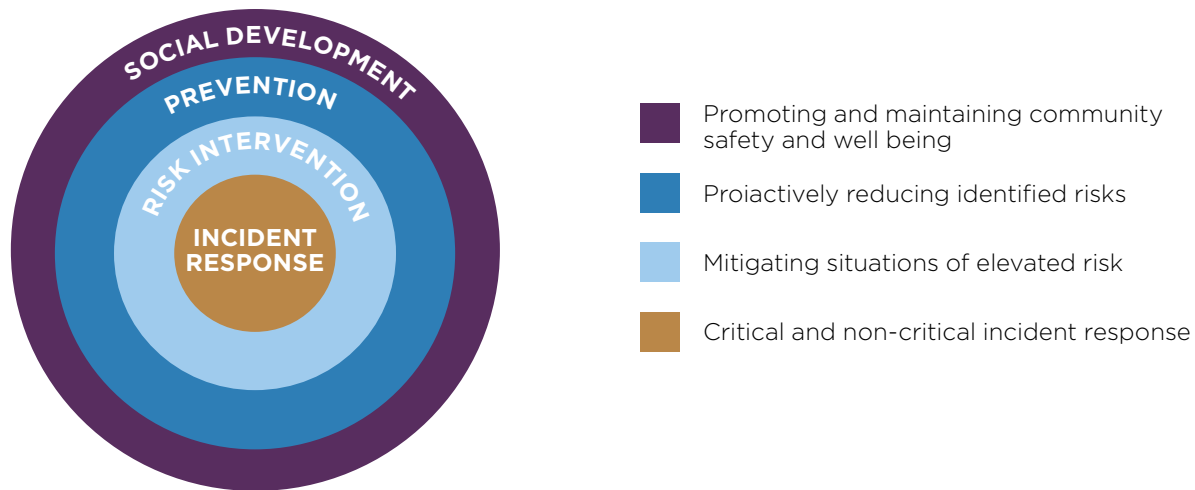 SOCIAL DEVELOPMENT
PREVENTION
RISK INTERVENTION
INCIDENT
RESPONSE
Promoting and maintaining community
safety and well being
Proiactively reducing identified risks
Mitigating situations of elevated risk
Critical and non-critical incident response